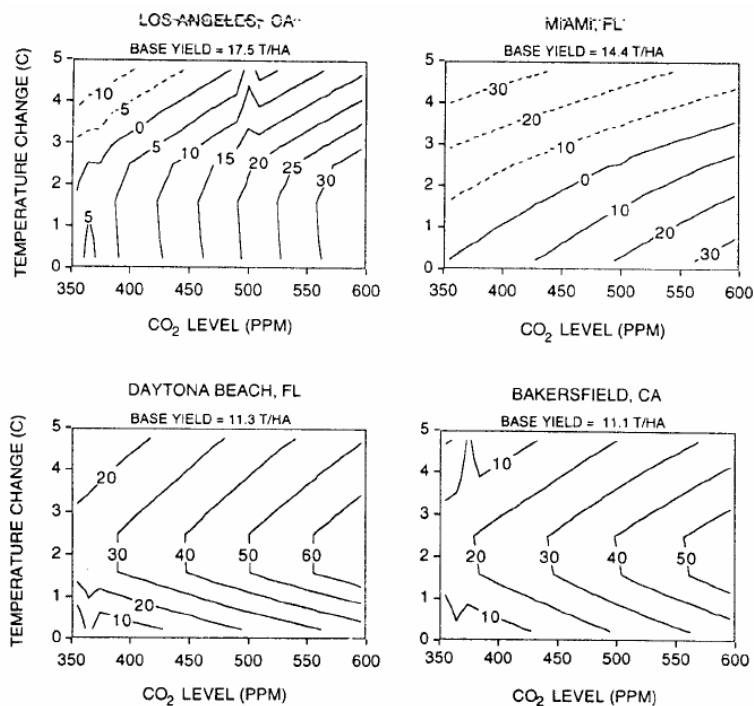 LOS ANGELES, CA
BASE YIELD = 17.5 T/HA
TEMPERATURE CHANGE (C)
5
4
3
2
1
0
-10
-5
0
5
10
15
20
25
30
5
350 400 450 500 550 600
CO2 LEVEL (PPM)
MIAMI, FL
BASE YIELD = 14.4 T/HA
5
4
3
2
1
0
-30
-20
-10
0
10
20
30
350 400 450 500 550 600
CO2 LEVEL (PPM)
DAYTONA BEACH, FL
BASE YIELD = 11.3 T/HA
TEMPERATURE CHANGE (C)
5
4
3
2
1
0
20
30 40 50 60
20
10
350 400 450 500 550 600
CO2 LEVEL (PPM)
BAKERSFIELD, CA
BASE YIELD = 11.1 T/HA
5
4
3
2
1
0
10
20 30 40 50
10
350 400 450 500 550 600
CO2 LEVEL (PPM)